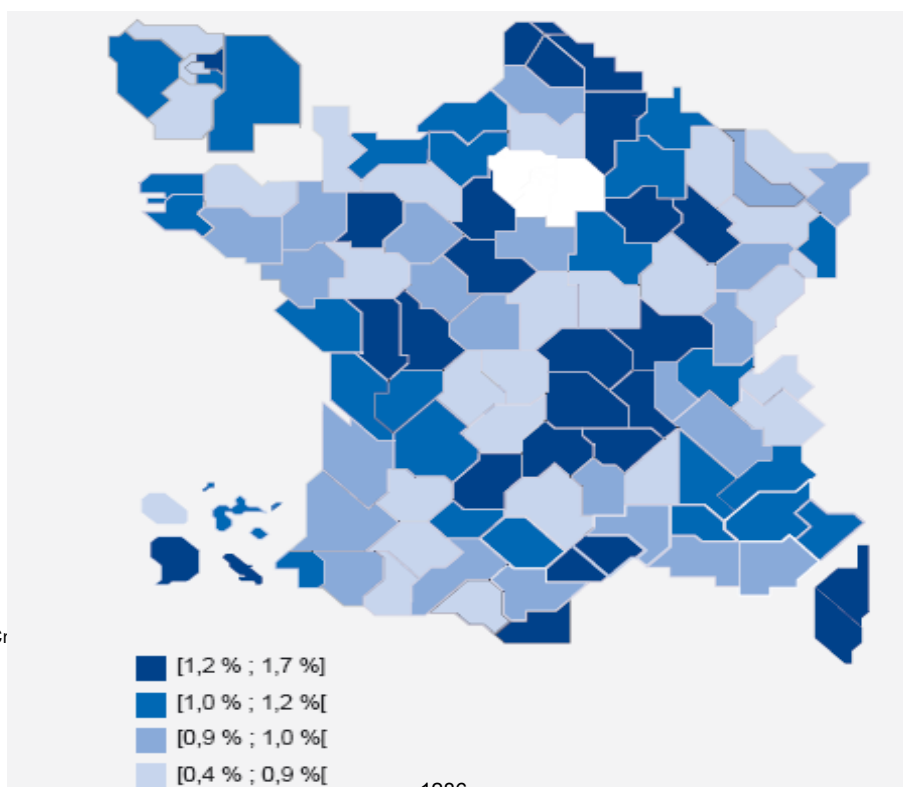 [1,2 % ; 1,7 %]
[1,0 % ; 1,2 %[
[0,9 % ; 1,0 %[
[0,4 % ; 0,9 %[